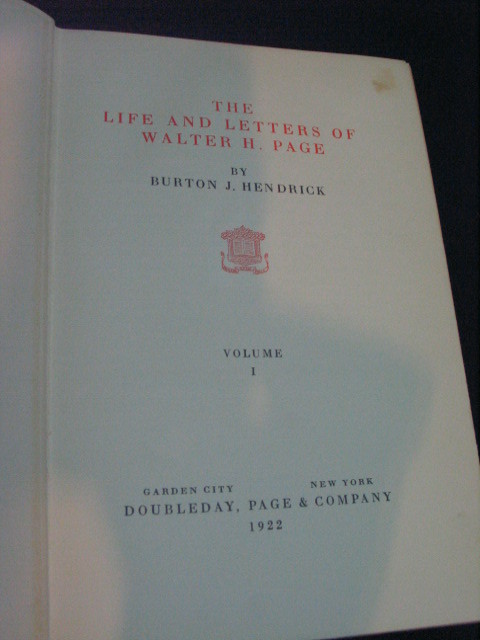 THE
LIFE AND LETTERS OF
WALTER H. PAGE
BY
BURTON J. HENDRICK
VOLUME
I
GARDEN CITY NEW YORK
DOUBLEDAY, PAGE & COMPANY
1922